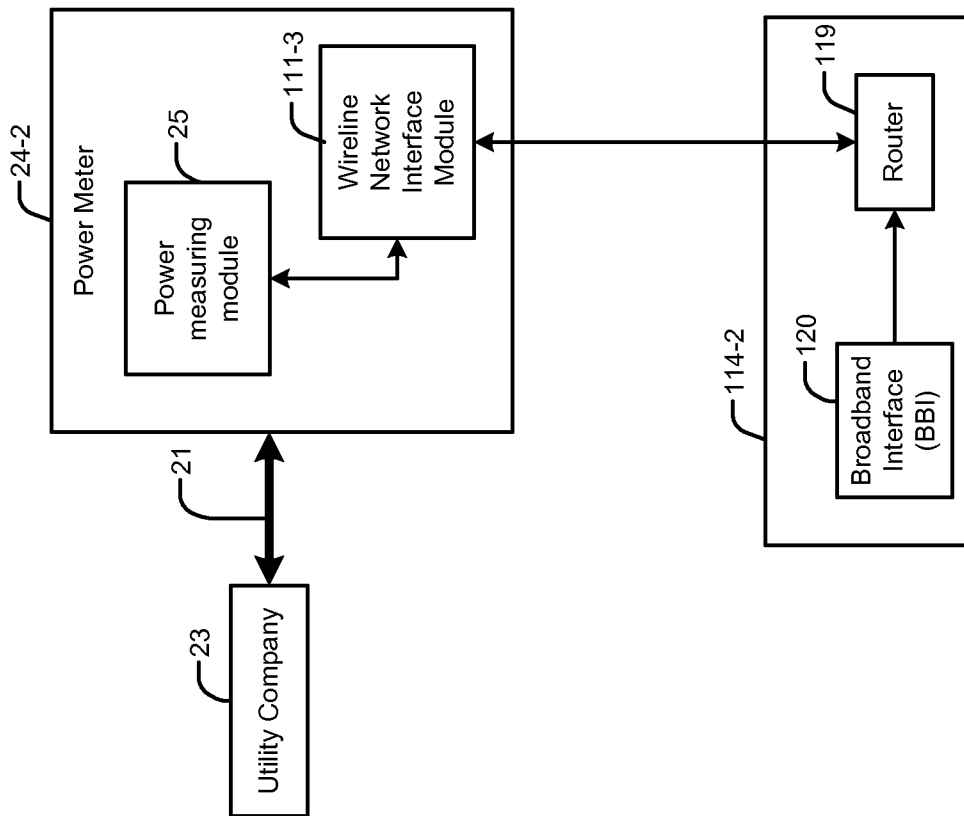 24-2
Power Meter
25
Power
measuring
module
111-3
Wireline
Network
Interface
Module
21
23
Utility Company
114-2
119
Router
120
Broadband
Interface
(BBI)